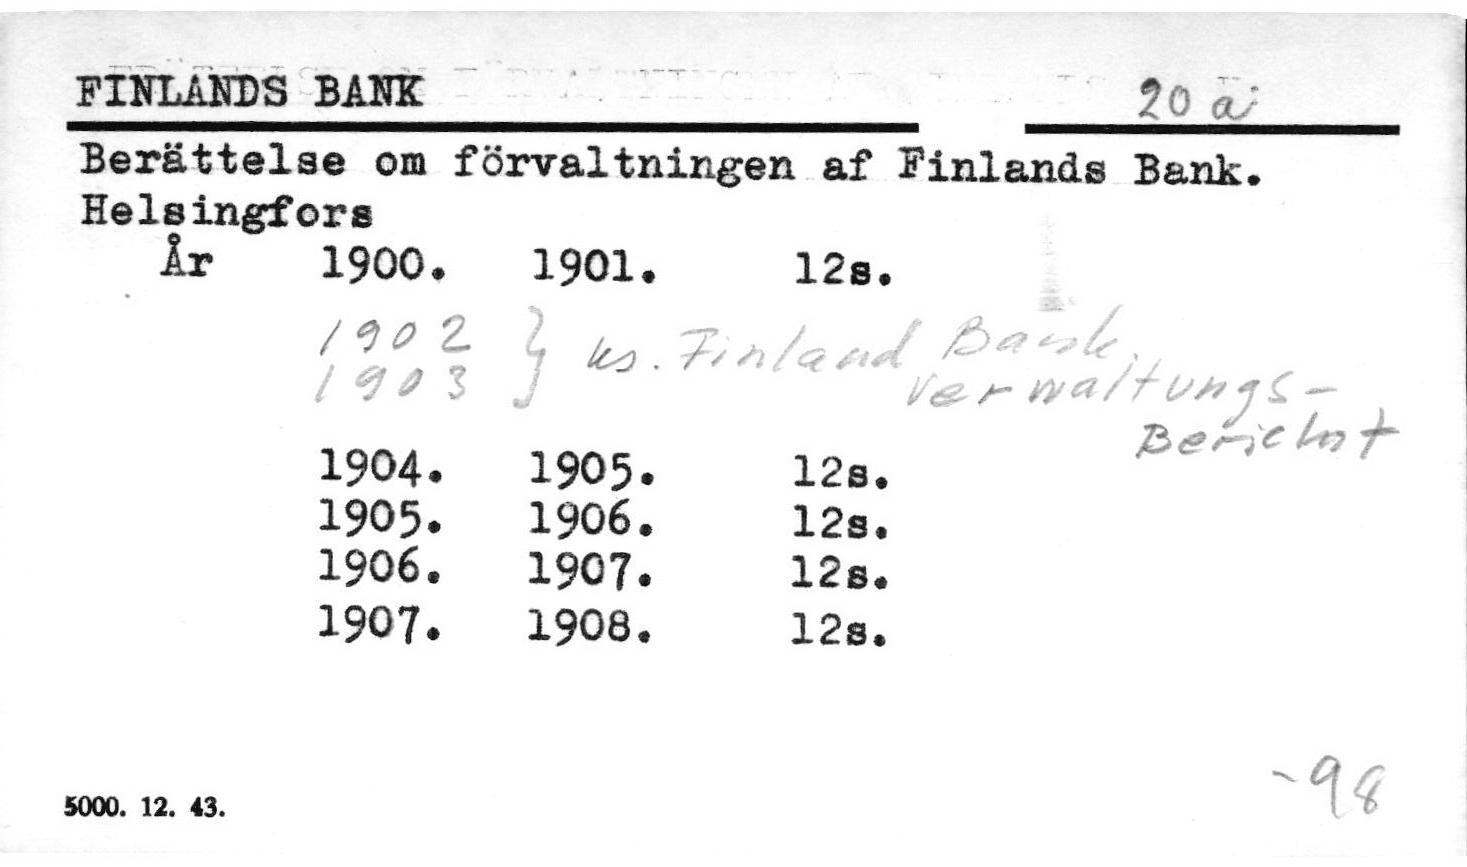 FINLANDS BANK 20 a
Berättelse om förvaltningen af Finlands Bank.
Helsingfors
År 1900. 1901. 12s.
1902 } ks. Finland Bank.
1903 Verwaltungs-
Bericht
1904. 1905. 12s.
1905. 1906. 12s.
1906. 1907. 12s.
1907. 1908. 12s.
-98
5000. 12. 43.